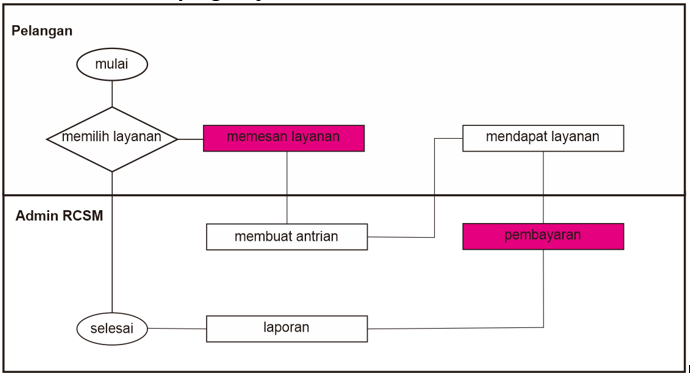 Pelangan
mulai
memilih layanan
memesan layanan
mendapat layanan
Admin RCSM
membuat antrian
pembayaran
selesai
laporan